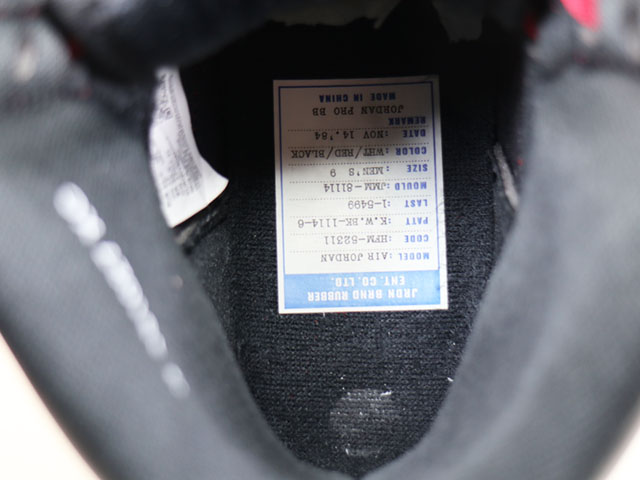 JRDN BRND RUBBER
ENT. CO. LTD.
MODEL :AIR JORDAN
CODE :HFM-52311
PATT :K.W.BK-1114-6
LAST :1-5499
MOULD :JMM-81114
SIZE :MEN'S 9
COLOR :WHT/RED/BLACK
DATE :NOV 14,'84
REMARK
JORDAN PRO BB
MADE IN CHINA